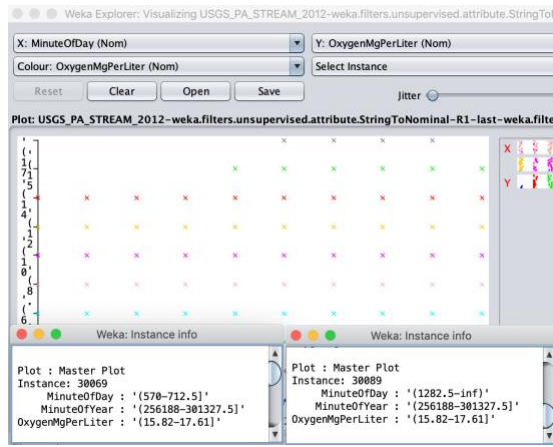 Weka Explorer: Visualizing USGS_PA_STREAM_2012-weka.filters.unsupervised.attribute.StringToNo
X: MinuteOfDay (Nom)
Y: OxygenMgPerLiter (Nom)
Colour: OxygenMgPerLiter (Nom)
Select Instance
Reset
Clear
Open
Save
Jitter
Plot: USGS_PA_STREAM_2012-weka.filters.unsupervised.attribute.StringToNominal-R1-last-weka.filte
X
Y
Weka: Instance info
Plot : Master Plot
Instance: 30069
MinuteOfDay : '(570-712.5]'
MinuteOfYear : '(256188-301327.5]'
OxygenMgPerLiter : '(15.82-17.61]'
Weka: Instance info
Plot : Master Plot
Instance: 30089
MinuteOfDay : '(1282.5-inf)'
MinuteOfYear : '(256188-301327.5]'
OxygenMgPerLiter : '(15.82-17.61]'